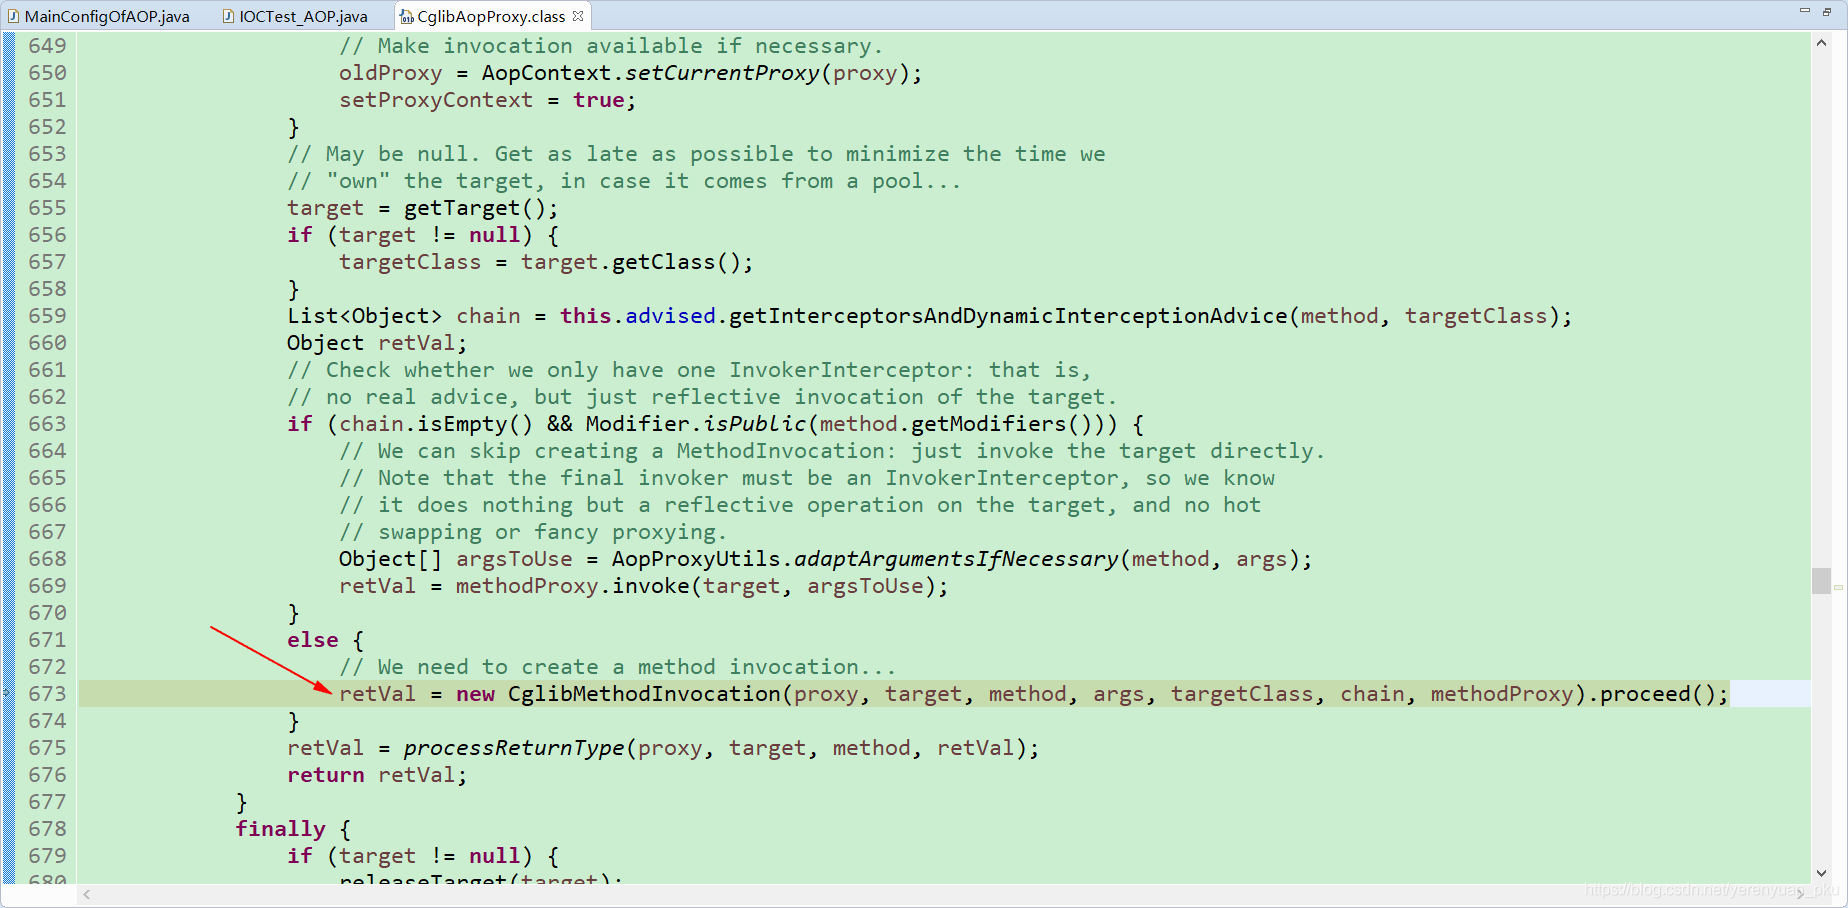 MainConfigOfAOP.java IOCTest_AOP.java CglibAopProxy.class
649 // Make invocation available if necessary.
650 oldProxy = AopContext.setCurrentProxy(proxy);
651 setProxyContext = true;
652 }
653 // May be null. Get as late as possible to minimize the time we
654 // "own" the target, in case it comes from a pool...
655 target = getTarget();
656 if (target != null) {
657 targetClass = target.getClass();
658 }
659 List<Object> chain = this.advised.getInterceptorsAndDynamicInterceptionAdvice(method, targetClass);
660 Object retVal;
661 // Check whether we only have one InvokerInterceptor: that is,
662 // no real advice, but just reflective invocation of the target.
663 if (chain.isEmpty() && Modifier.isPublic(method.getModifiers())) {
664 // We can skip creating a MethodInvocation: just invoke the target directly.
665 // Note that the final invoker must be an InvokerInterceptor, so we know
666 // it does nothing but a reflective operation on the target, and no hot
667 // swapping or fancy proxying.
668 Object[] argsToUse = AopProxyUtils.adaptArgumentsIfNecessary(method, args);
669 retVal = methodProxy.invoke(target, argsToUse);
670 }
671 else {
672 // We need to create a method invocation...
673 retVal = new CglibMethodInvocation(proxy, target, method, args, targetClass, chain, methodProxy).proceed();
674 }
675 retVal = processReturnType(proxy, target, method, retVal);
676 return retVal;
677 }
678 finally {
679 if (target != null) {
680 releaseTarget(target);
https://blog.csdn.net/yerenyuan_pku